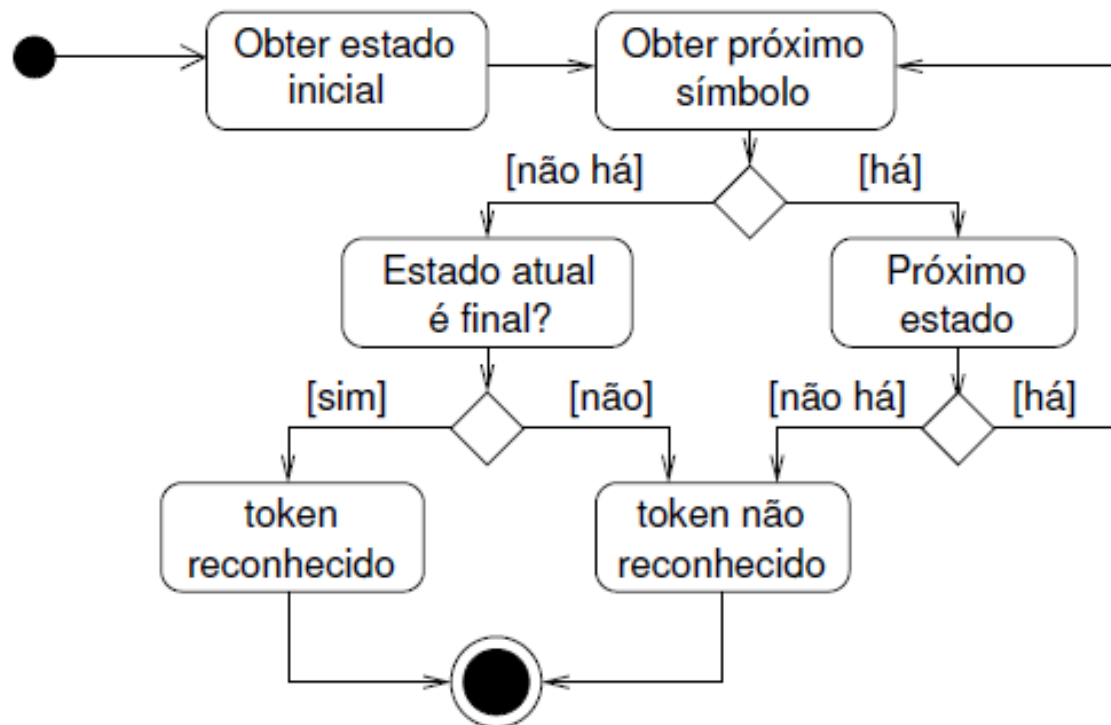 Obter estado
inicial
Obter próximo
símbolo
[não há]
[há]
Estado atual
é final?
Próximo
estado
[sim]
[não]
[não há]
[há]
token
reconhecido
token não
reconhecido